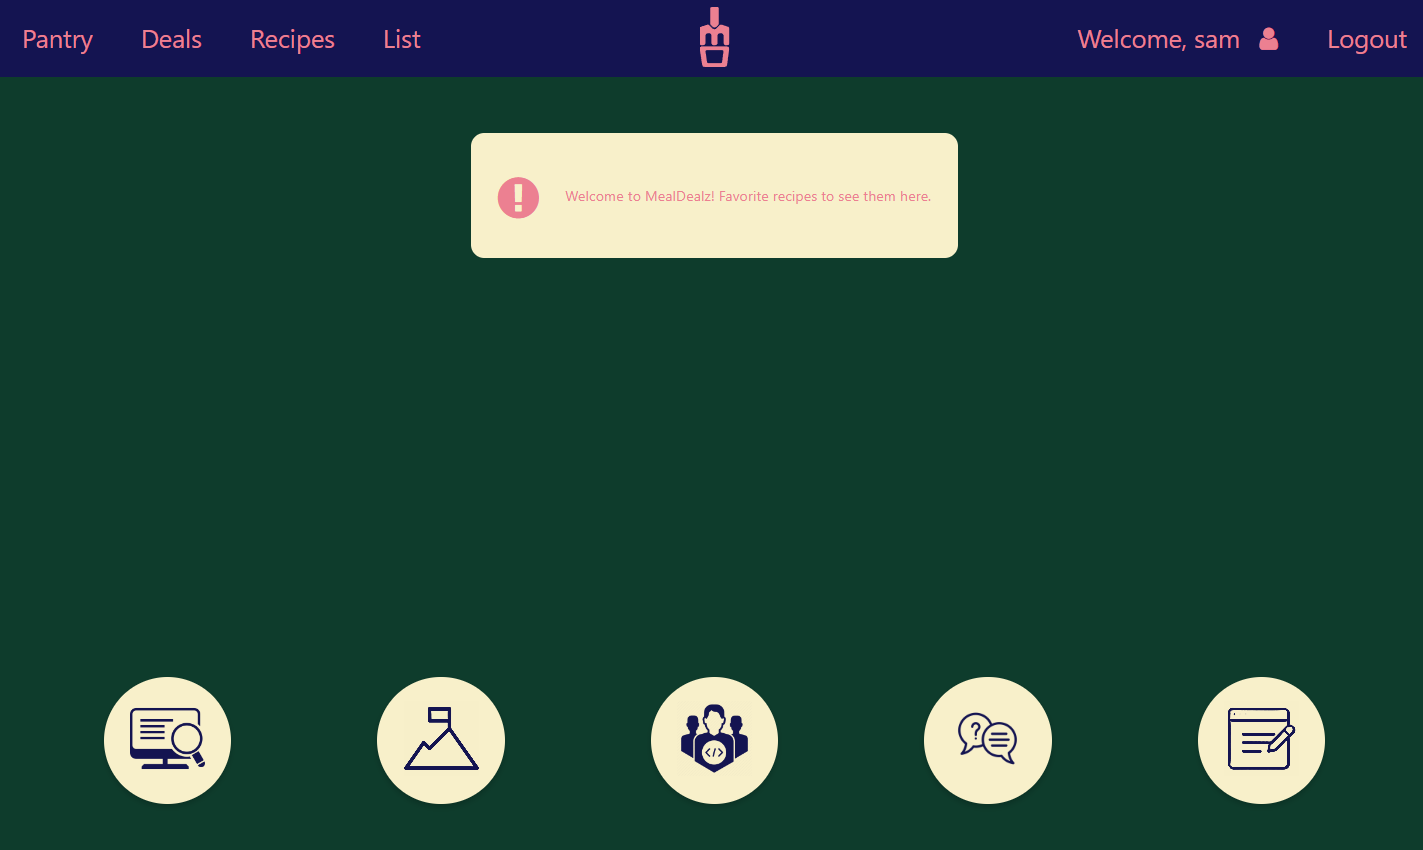 Pantry Deals Recipes List Welcome, sam Logout
Welcome to MealDealz! Favorite recipes to see them here.